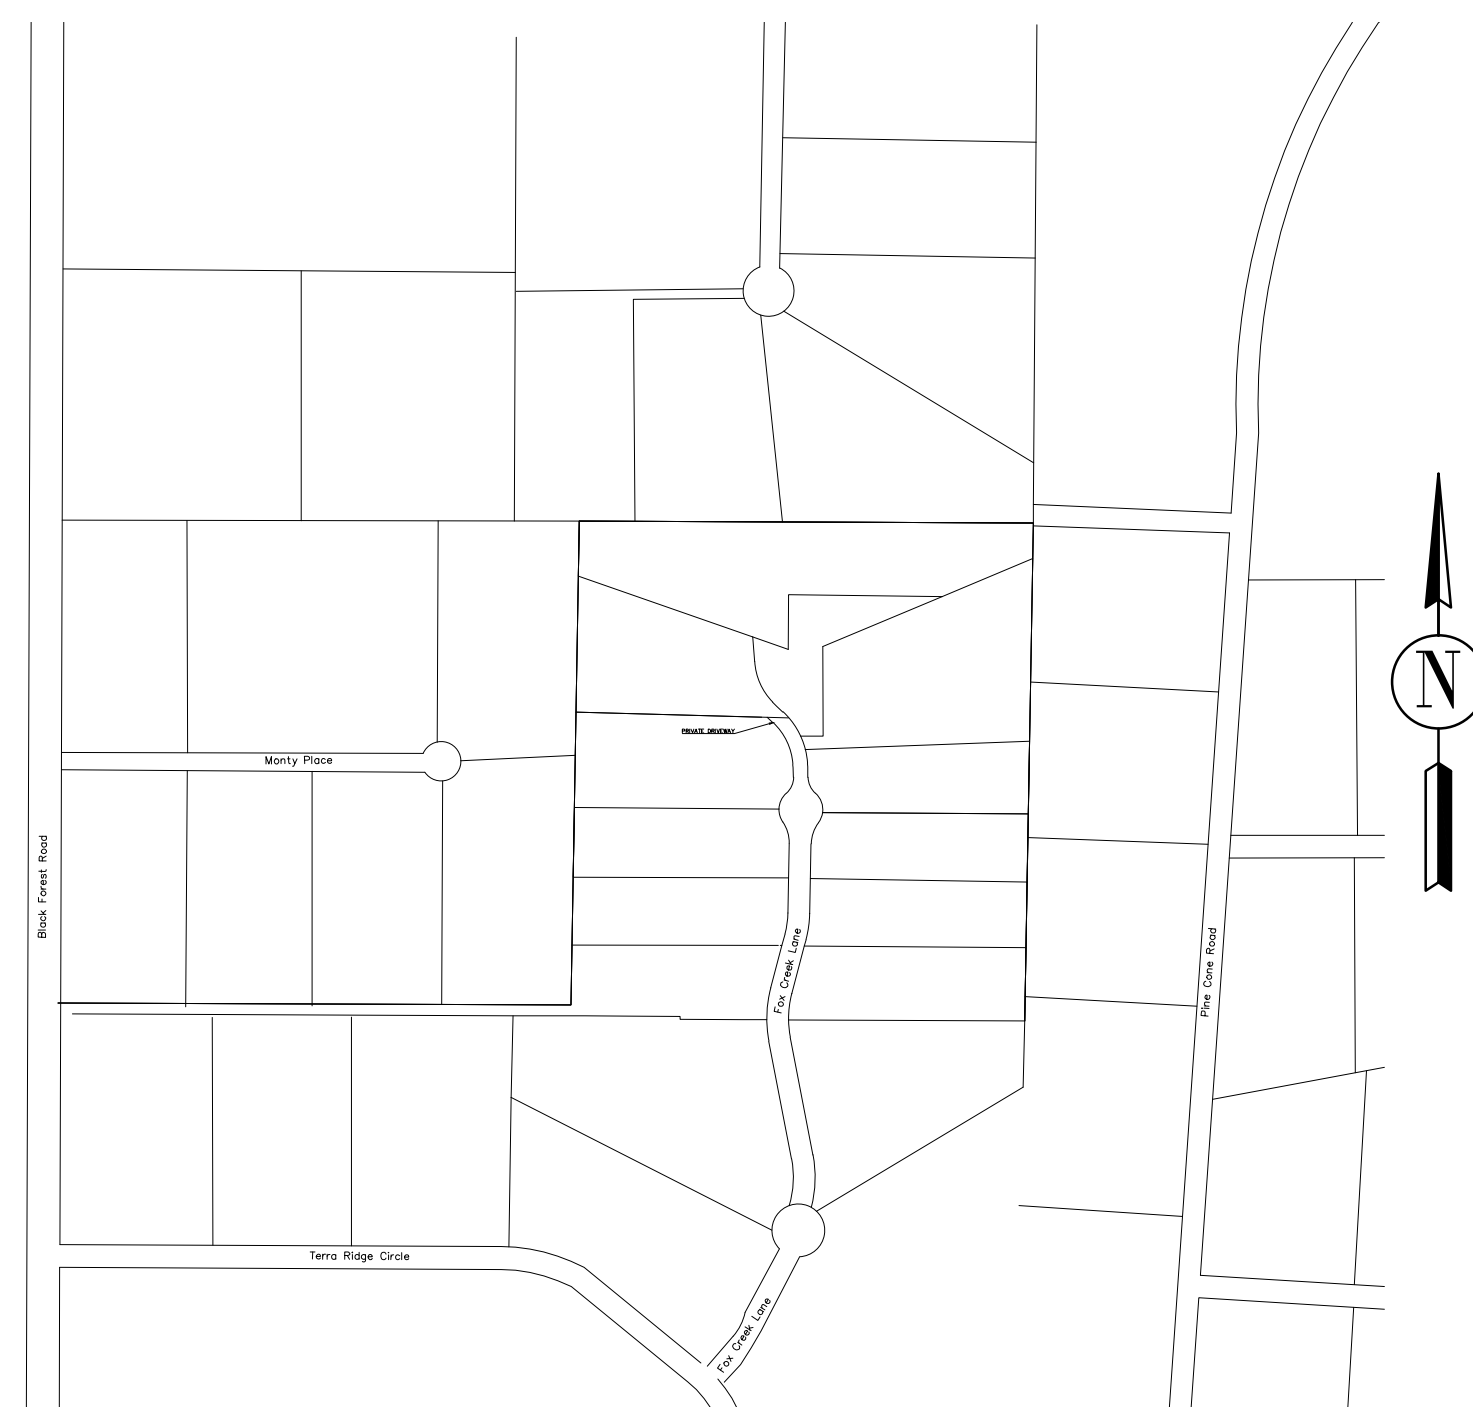 N
PRIVATE DRIVEWAY
Monty Place
Black Forest Road
Fox Creek Lane
Pine Cone Road
Terra Ridge Circle
Fox Creek Lane